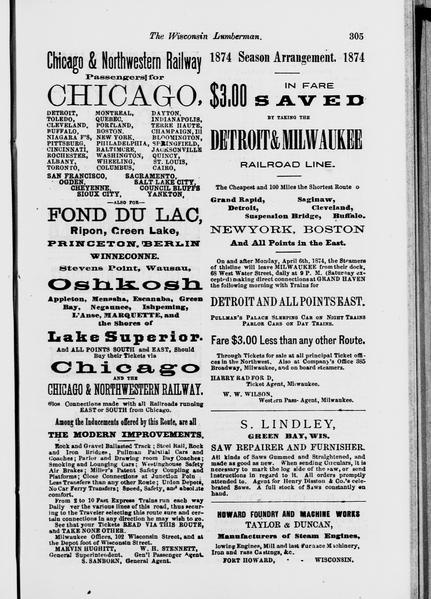 The Wisconsin Lumberman. 305
Chicago & Northwestern Railway
Passengers for
CHICAGO,
DETROIT, MONTREAL, DAYTON,
TOLEDO, QUEBEC, INDIANAPOLIS,
CLEVELAND, PORTLAND, TERRE HAUTE,
BUFFALO, BOSTON, CHAMPAIGN, Ill
NIAGARA F'S, NEW YORK, BLOOMINGTON,
PITTSBURG, PHILADELPHIA, SPRINGFIELD,
CINCINNATI, BALTIMORE, JACKSONVILLE
ROCHESTER, WASHINGTON, QUINCY,
ALBANY, WHEELING, ST. LOUIS,
TORONTO, COLUMBUS, CAIRO,
SAN FRANCISCO, SACRAMENTO,
OGDEN, SALT LAKE CITY,
CHEYENNE, COUNCIL BLUFFS
SIOUX CITY, YANKTON,
—ALSO FOR—
FOND DU LAC,
Ripon, Green Lake,
PRINCETON, BERLIN
WINNECONNE.
Stevens Point, Wausau,
Oshkosh
Appleton, Menasha, Escanaba, Green
Bay, Negaunee, Ishpeming,
L'Anse, MARQUETTE, and
the Shores of
Lake Superior.
And ALL POINTS SOUTH and EAST, Should
Buy their Tickets via
Chicago
AND THE
CHICAGO & NORTHWESTERN RAILWAY.
Connections made with all Railroads running
EAST or SOUTH from Chicago.
Among the Inducements offered by this Route, are all
THE MODERN IMPROVEMENTS.
Rock and Gravel Ballasted Track; Steel Rail,
and Iron Bridges, Pullman Palatial Cars and
Coaches; Parlor and Drawing room Day Coaches;
Smoking and Lounging Cars; Westinghouse Safety
Air Brakes; Miller's Patent Safety Coupling and
Platforms; Close Connections at Junction Points;
Less Transfers than any other Route; Union Depots,
No Car Ferry Transfers; Speed, Safety, and absolute
comfort.
From 2 to 10 Fast Express Trains run each way
Daily over the various lines of this road, thus secur-
ing to the Traveler selecting this route sure and cer-
tain connections in any direction he may wish to go.
See that your Tickets READ VIA THIS ROUTE,
and TAKE NONE OTHER.
Milwaukee Offices, 102 Wisconsin Street, and at
the Depot foot of Wisconsin Street.
MARVIN HUGHITT, W. H. STENNETT,
General Superintendent. Gen'l Passenger Agent.
S. SANBORN, General Agent.
1874 Season Arrangement. 1874
$3.00 IN FARE
SAVED
BY TAKING THE
DETROIT & MILWAUKEE
RAILROAD LINE.
The Cheapest and 100 Miles the Shortest Route
Grand Rapids, Saginaw,
Detroit, Cleveland,
Suspension Bridge, Buffalo.
NEW YORK, BOSTON
And All Points in the East.
On and after Monday, April 6th, 1874, the Steamers
of this line will leave MILWAUKEE from their dock,
68 West Water Street, daily at 9 P. M. (Saturday ex-
cepted) making direct connections at GRAND HAVEN
the following morning with Trains for
DETROIT AND ALL POINTS EAST.
PULLMAN'S PALACE SLEEPING CAR ON NIGHT TRAINS
PARLOR CARS ON DAY TRAINS.
Fare $3.00 Less than any other Route.
Through Tickets for sale at all principal Ticket offi-
ces in the Northwest. Also at Company's Office 385
Broadway, Milwaukee, and on board steamers.
HARRY RADFORD,
Ticket Agent, Milwaukee.
W. W. WILSON,
Western Pass- Agent, Milwaukee.
S. LINDLEY,
GREEN BAY, WIS.
SAW REPAIRER AND FURNISHER.
All kinds of Saws Gummed and Straightened, and
made as good as new. When sending Circulars, it is
necessary to mark the log side of the saw, or send
Instructions in regard to it. All orders promptly
attended to. Agent for Henry Disston & Co.'s cele-
brated Saws. A full stock of Saws constantly on
hand.
HOWARD FOUNDRY AND MACHINE WORKS
TAYLOR & DUNCAN,
Manufacturers of Steam Engines,
lowing Engines, Mill and Blast Furnace Machinery,
Iron and Brass Castings, &c.
FORT HOWARD, - - WISCONSIN.